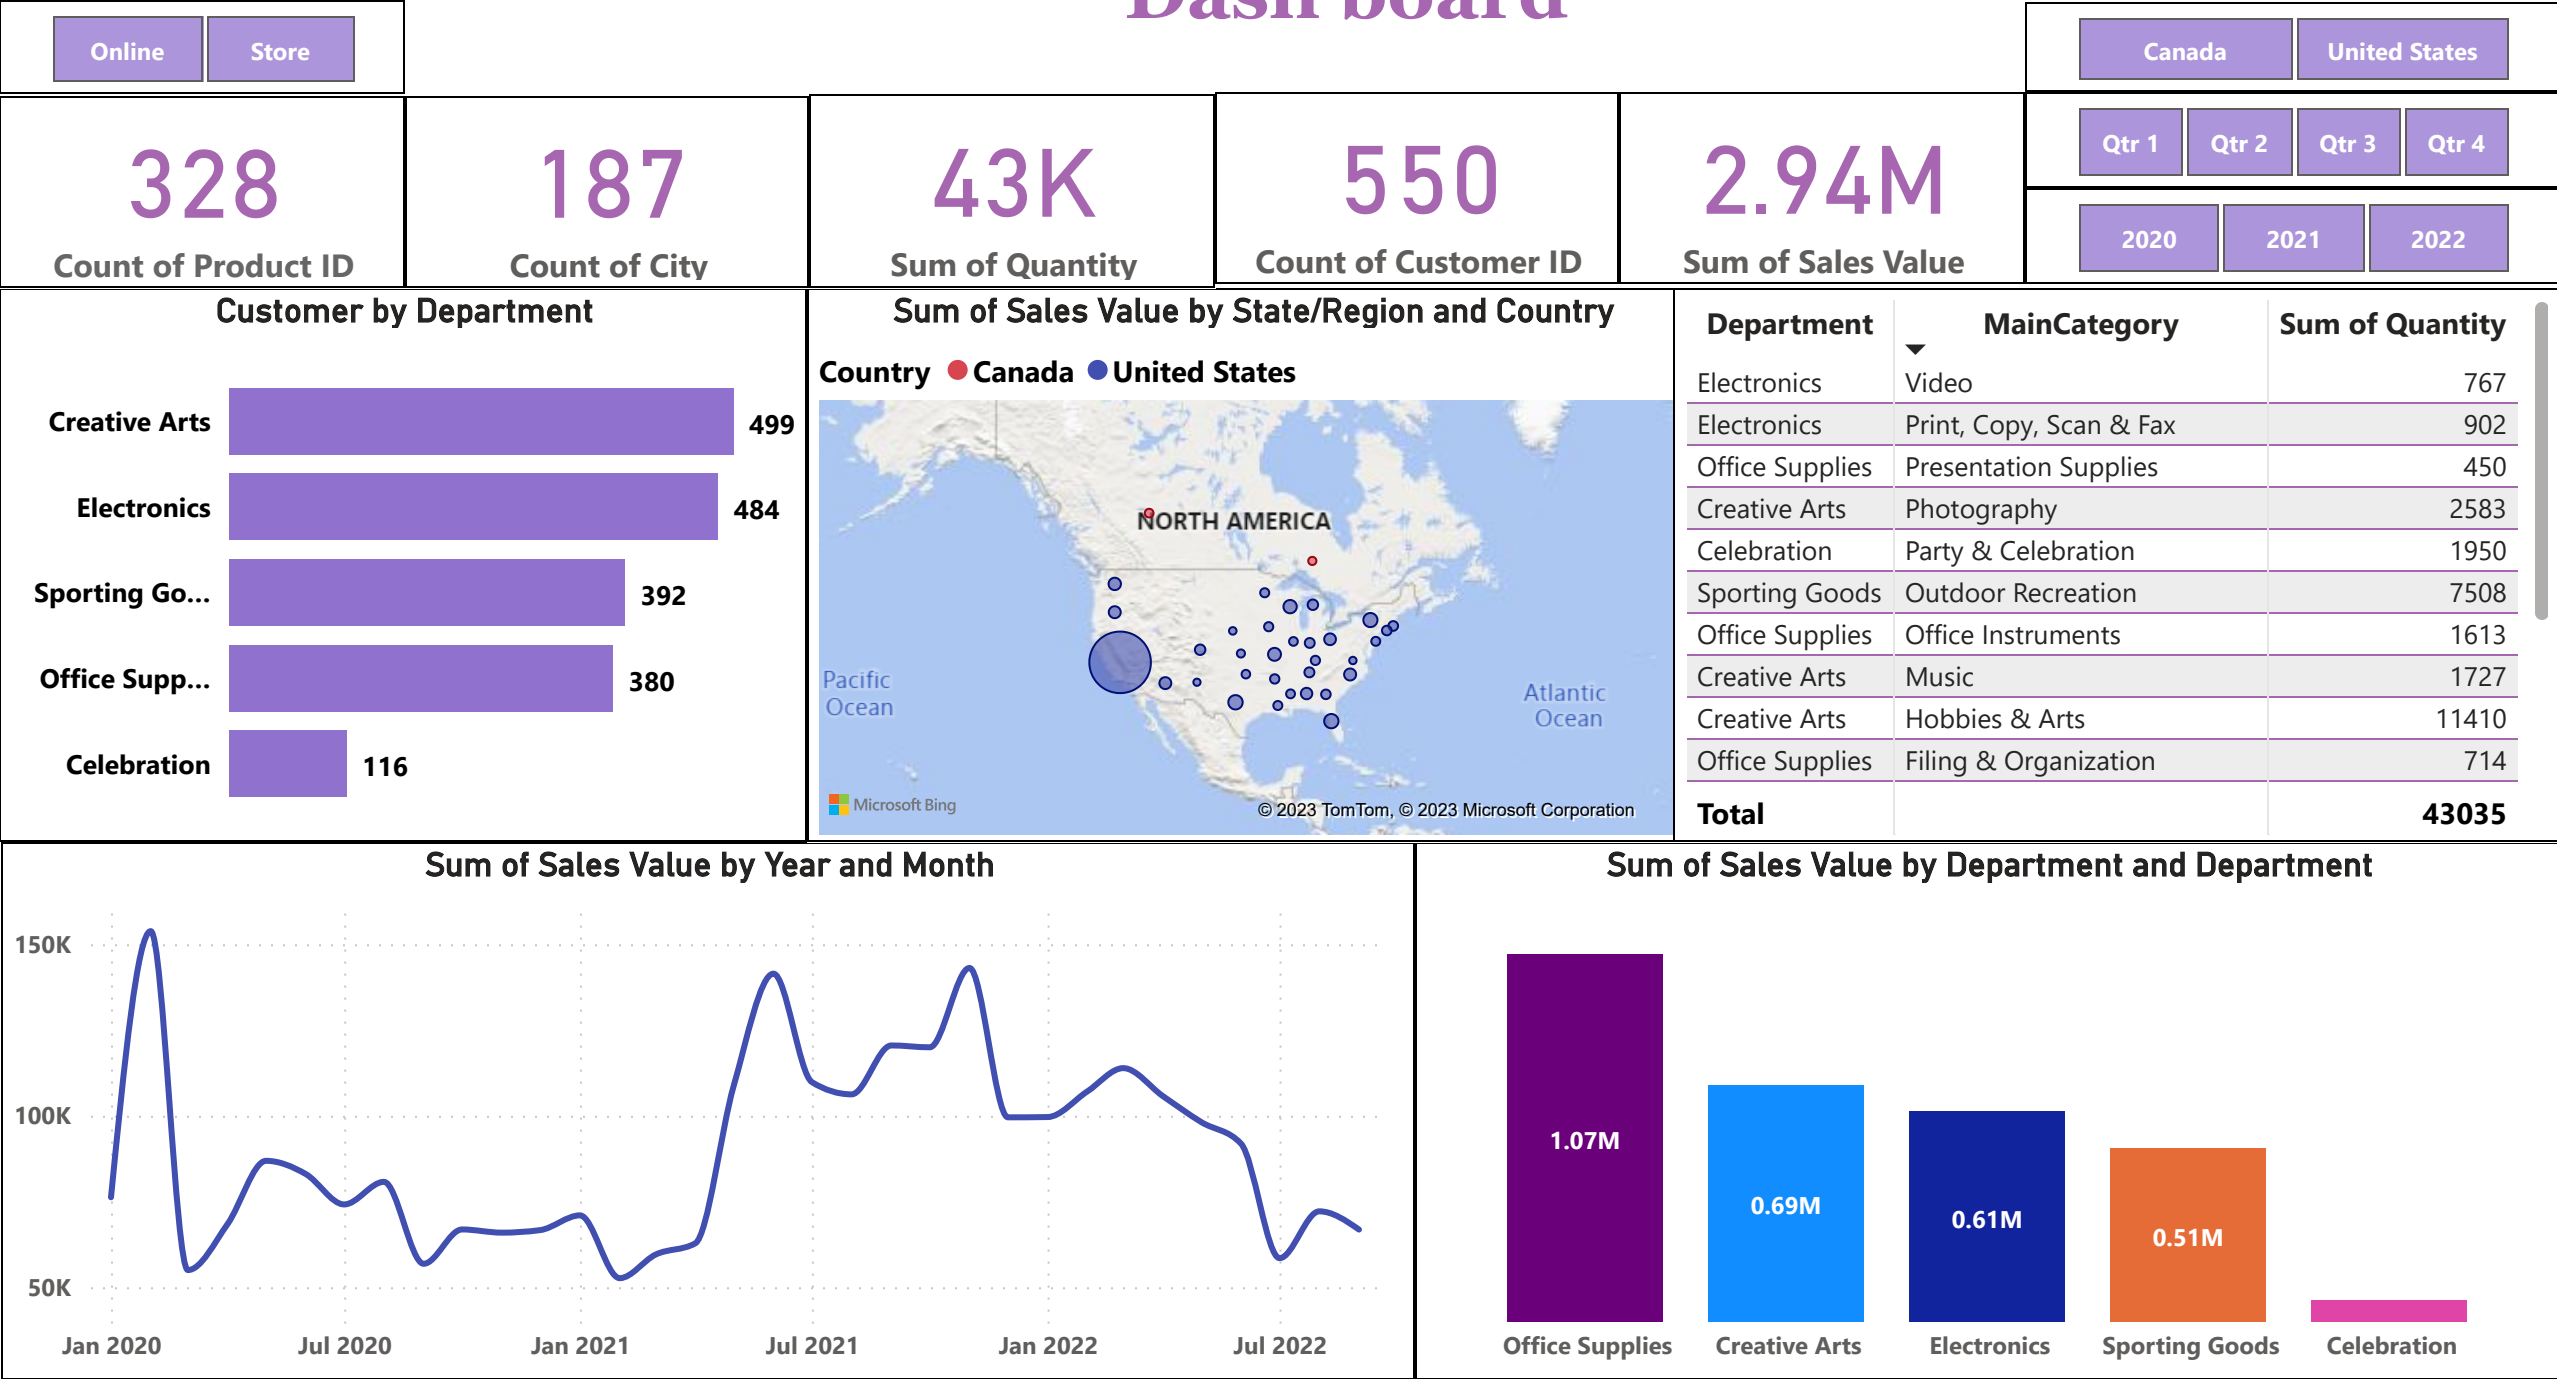 Dash board
Online
Store
Canada
United States
Qtr 1
Qtr 2
Qtr 3
Qtr 4
2020
2021
2022
328
Count of Product ID
187
Count of City
43K
Sum of Quantity
550
Count of Customer ID
2.94M
Sum of Sales Value
Customer by Department
Creative Arts
499
Electronics
484
Sporting Go...
392
Office Supp...
380
Celebration
116
Sum of Sales Value by State/Region and Country
Country Canada United States
NORTH AMERICA
Pacific
Ocean
Atlantic
Ocean
Microsoft Bing
© 2023 TomTom, © 2023 Microsoft Corporation
Department MainCategory Sum of Quantity
Electronics Video 767
Electronics Print, Copy, Scan & Fax 902
Office Supplies Presentation Supplies 450
Creative Arts Photography 2583
Celebration Party & Celebration 1950
Sporting Goods Outdoor Recreation 7508
Office Supplies Office Instruments 1613
Creative Arts Music 1727
Creative Arts Hobbies & Arts 11410
Office Supplies Filing & Organization 714
Total 43035
Sum of Sales Value by Year and Month
150K
100K
50K
Jan 2020
Jul 2020
Jan 2021
Jul 2021
Jan 2022
Jul 2022
Sum of Sales Value by Department and Department
1.07M
0.69M
0.61M
0.51M
Office Supplies
Creative Arts
Electronics
Sporting Goods
Celebration